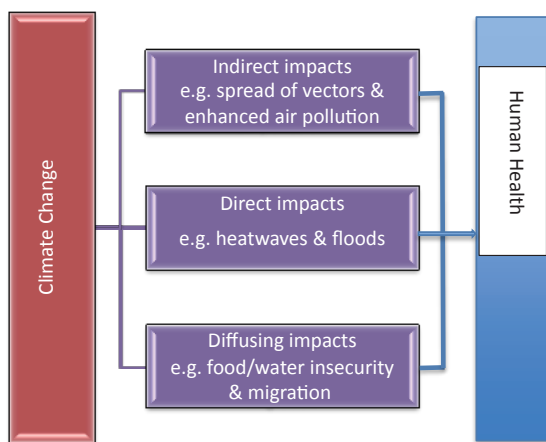 Climate Change
Indirect impacts
e.g. spread of vectors &
enhanced air pollution
Direct impacts
e.g. heatwaves & floods
Diffusing impacts
e.g. food/water insecurity
& migration
Human Health